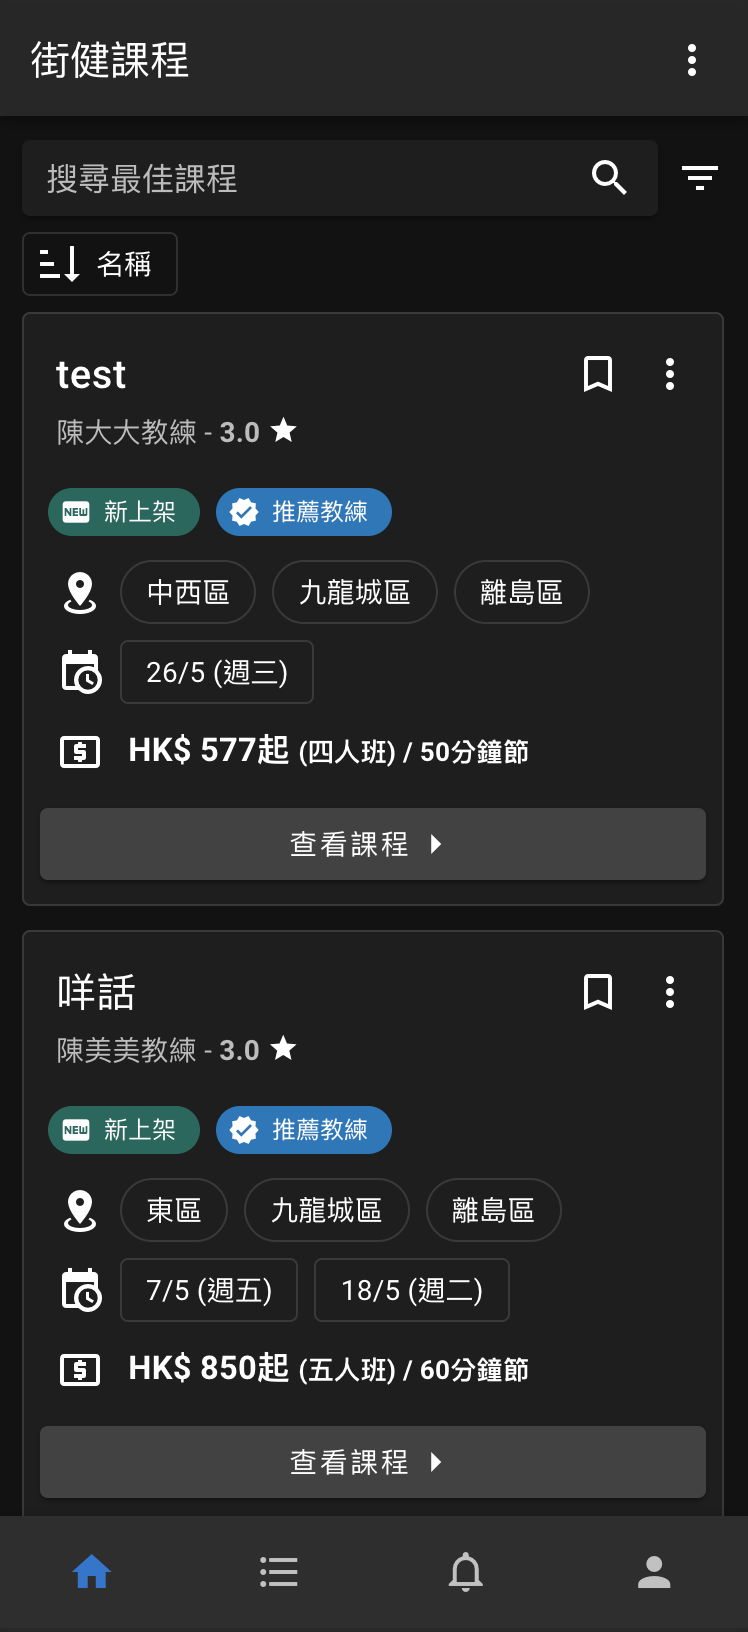 街健課程
搜尋最佳課程
名稱
test
陳大大教練 - 3.0
NEW 新上架 推薦教練
中西區 九龍城區 離島區
26/5 (週三)
$ HK$ 577起 (四人班) / 50分鐘節
查看課程
咩話
陳美美教練 - 3.0
NEW 新上架 推薦教練
東區 九龍城區 離島區
7/5 (週五) 18/5 (週二)
$ HK$ 850起 (五人班) / 60分鐘節
查看課程